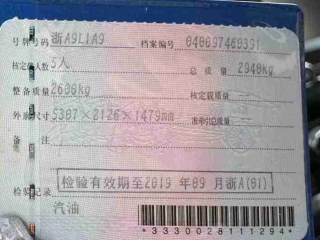 号牌号码 浙A9L1A9 档案编号 040097460331
核定载人数 5人 总质量 2940kg
整备质量 2600kg 核定载质量
外廓尺寸 5307×2126×1479mm 准牵引总质量
备注
检验有效期至2019年09月浙A(01)
检验记录
汽油
*3330028111294*